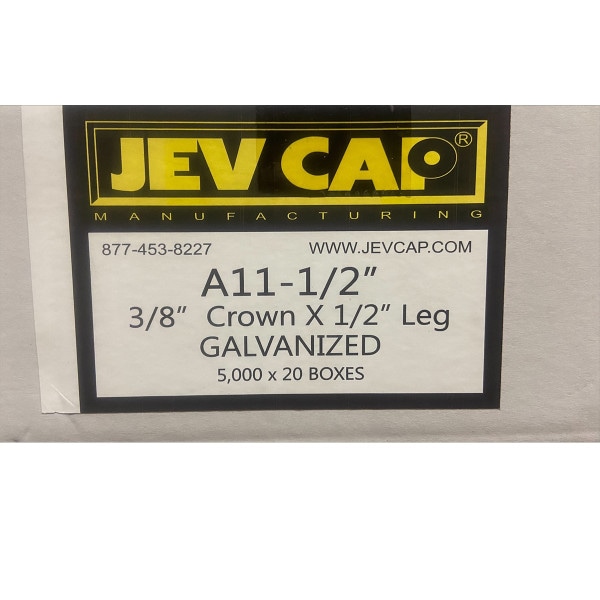 JEV CAP®
MANUFACTURING
877-453-8227 WWW.JEVCAP.COM
A11-1/2”
3/8” Crown X 1/2” Leg
GALVANIZED
5,000 x 20 BOXES